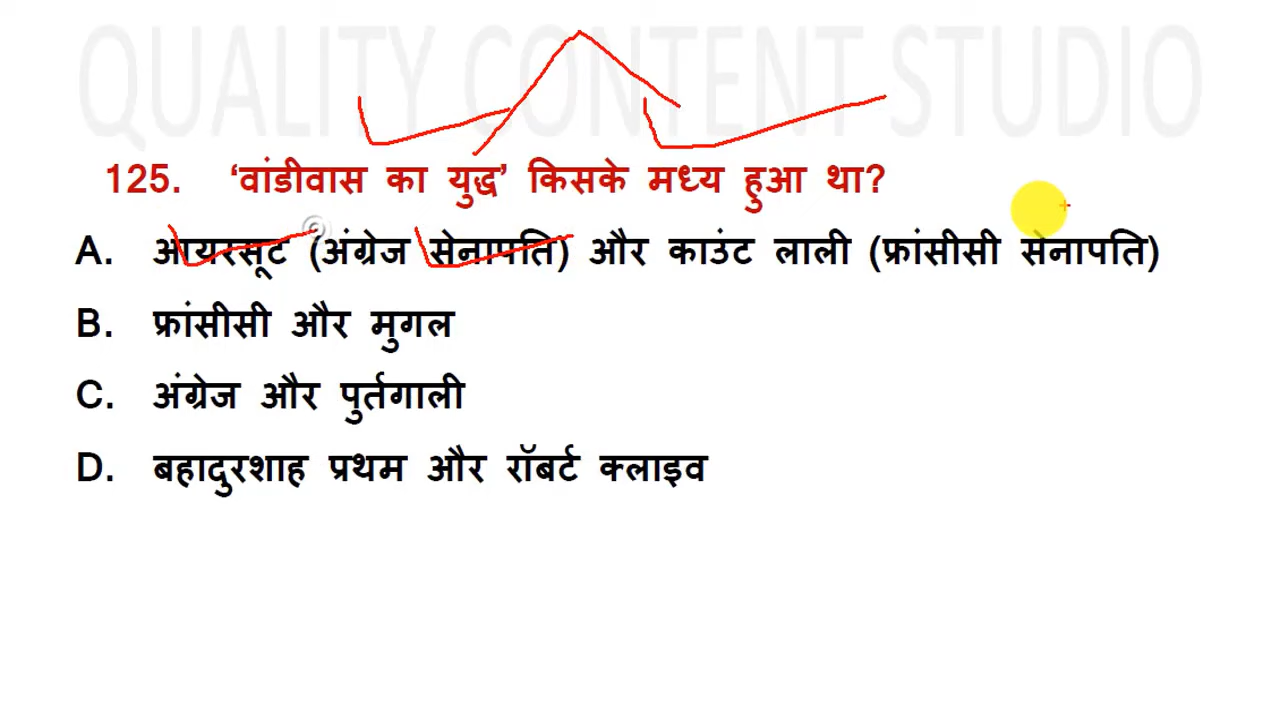 QUALITY CONTENT STUDIO
125. ‘वांडीवास का युद्ध’ किसके मध्य हुआ था?
A. आयरसूट (अंग्रेज सेनापति) और काउंट लाली (फ्रांसीसी सेनापति)
B. फ्रांसीसी और मुगल
C. अंग्रेज और पुर्तगाली
D. बहादुरशाह प्रथम और रॉबर्ट क्लाइव